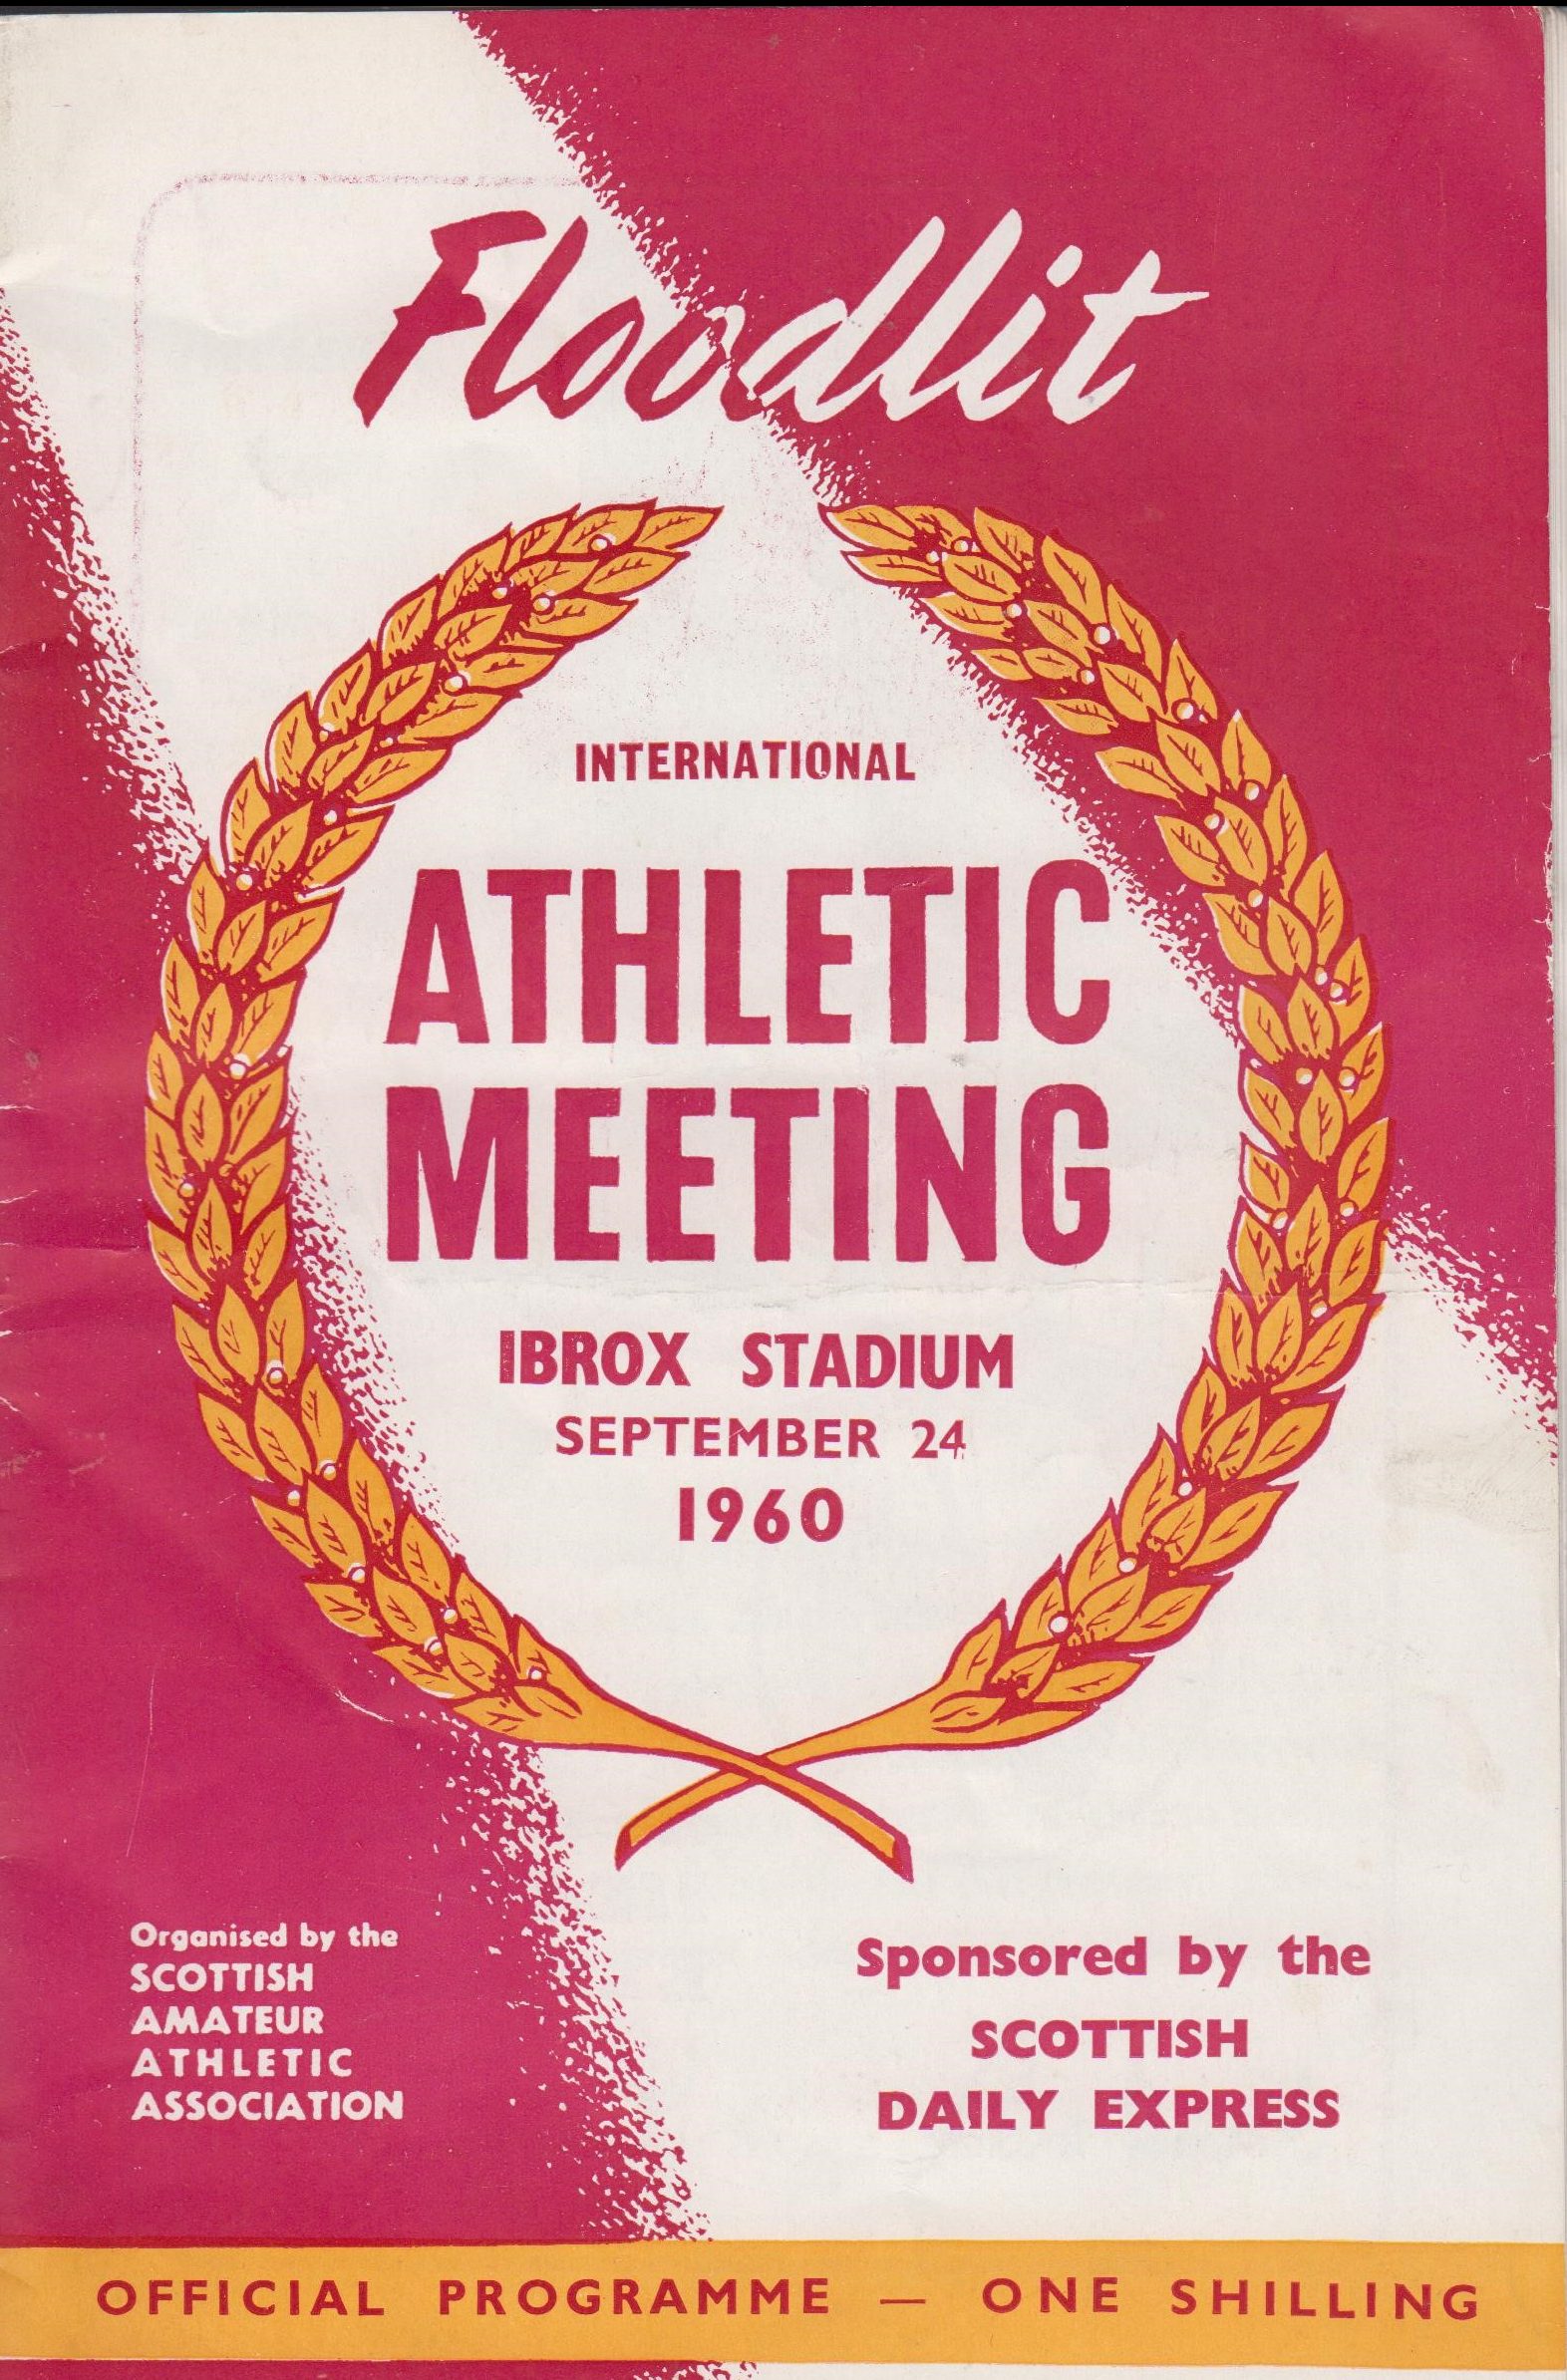 Floodlit
INTERNATIONAL
ATHLETIC
MEETING
IBROX STADIUM
SEPTEMBER 24
1960
Organised by the
SCOTTISH
AMATEUR
ATHLETIC
ASSOCIATION
Sponsored by the
SCOTTISH
DAILY EXPRESS
OFFICIAL PROGRAMME — ONE SHILLING